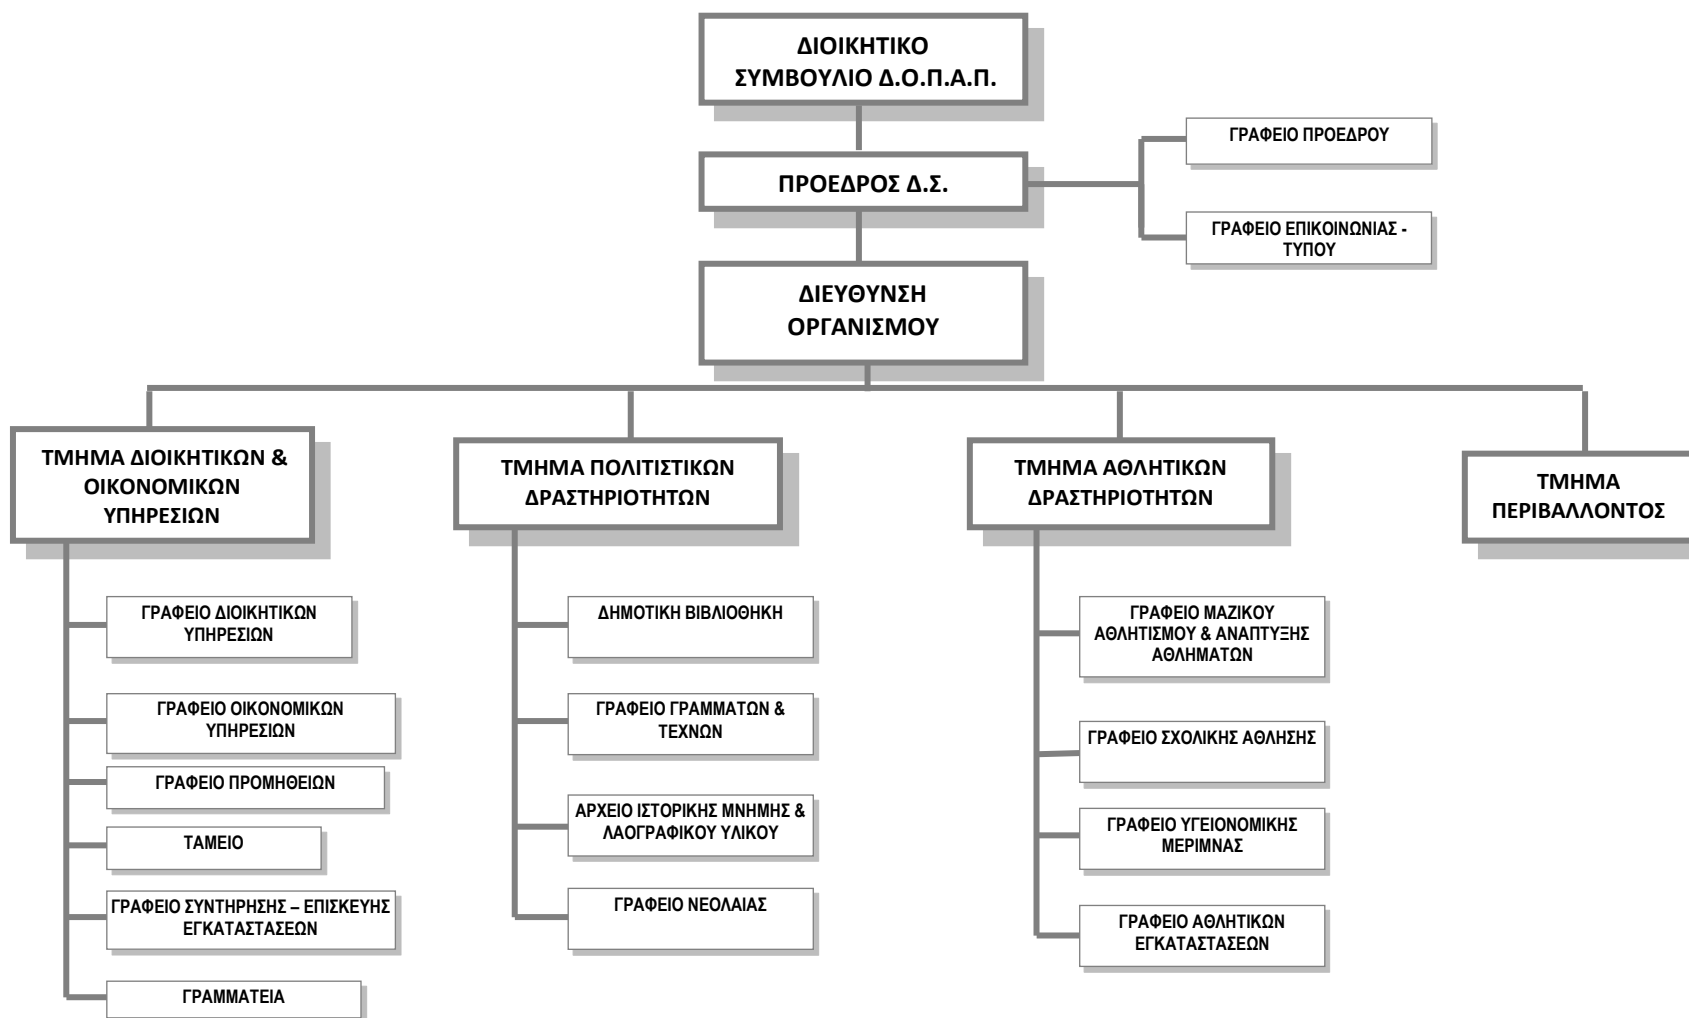 ΔΙΟΙΚΗΤΙΚΟ
ΣΥΜΒΟΥΛΙΟ Δ.Ο.Π.Α.Π.
ΓΡΑΦΕΙΟ ΠΡΟΕΔΡΟΥ
ΠΡΟΕΔΡΟΣ Δ.Σ.
ΓΡΑΦΕΙΟ ΕΠΙΚΟΙΝΩΝΙΑΣ -
ΤΥΠΟΥ
ΔΙΕΥΘΥΝΣΗ
ΟΡΓΑΝΙΣΜΟΥ
ΤΜΗΜΑ ΔΙΟΙΚΗΤΙΚΩΝ &
ΟΙΚΟΝΟΜΙΚΩΝ
ΥΠΗΡΕΣΙΩΝ
ΓΡΑΦΕΙΟ ΔΙΟΙΚΗΤΙΚΩΝ
ΥΠΗΡΕΣΙΩΝ
ΓΡΑΦΕΙΟ ΟΙΚΟΝΟΜΙΚΩΝ
ΥΠΗΡΕΣΙΩΝ
ΓΡΑΦΕΙΟ ΠΡΟΜΗΘΕΙΩΝ
ΤΑΜΕΙΟ
ΓΡΑΦΕΙΟ ΣΥΝΤΗΡΗΣΗΣ – ΕΠΙΣΚΕΥΗΣ
ΕΓΚΑΤΑΣΤΑΣΕΩΝ
ΓΡΑΜΜΑΤΕΙΑ
ΤΜΗΜΑ ΠΟΛΙΤΙΣΤΙΚΩΝ
ΔΡΑΣΤΗΡΙΟΤΗΤΩΝ
ΔΗΜΟΤΙΚΗ ΒΙΒΛΙΟΘΗΚΗ
ΓΡΑΦΕΙΟ ΓΡΑΜΜΑΤΩΝ &
ΤΕΧΝΩΝ
ΑΡΧΕΙΟ ΙΣΤΟΡΙΚΗΣ ΜΝΗΜΗΣ &
ΛΑΟΓΡΑΦΙΚΟΥ ΥΛΙΚΟΥ
ΓΡΑΦΕΙΟ ΝΕΟΛΑΙΑΣ
ΤΜΗΜΑ ΑΘΛΗΤΙΚΩΝ
ΔΡΑΣΤΗΡΙΟΤΗΤΩΝ
ΓΡΑΦΕΙΟ ΜΑΖΙΚΟΥ
ΑΘΛΗΤΙΣΜΟΥ & ΑΝΑΠΤΥΞΗΣ
ΑΘΛΗΜΑΤΩΝ
ΓΡΑΦΕΙΟ ΣΧΟΛΙΚΗΣ ΑΘΛΗΣΗΣ
ΓΡΑΦΕΙΟ ΥΓΕΙΟΝΟΜΙΚΗΣ
ΜΕΡΙΜΝΑΣ
ΓΡΑΦΕΙΟ ΑΘΛΗΤΙΚΩΝ
ΕΓΚΑΤΑΣΤΑΣΕΩΝ
ΤΜΗΜΑ
ΠΕΡΙΒΑΛΛΟΝΤΟΣ